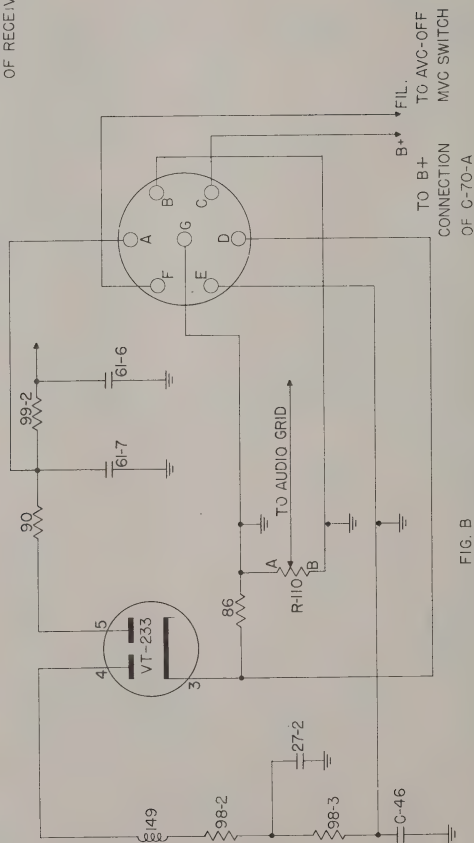 OF RECEIV
99-2
61-6
61-7
90
5
4
VT-233
3
A
B
C
D
E
F
G
86
A
B
R-110
TO AUDIO GRID
149
98-2
27-2
98-3
C-46
B+
FIL.
TO B+
CONNECTION
OF C-70-A
TO AVC-OFF
MVC SWITCH
FIG. B